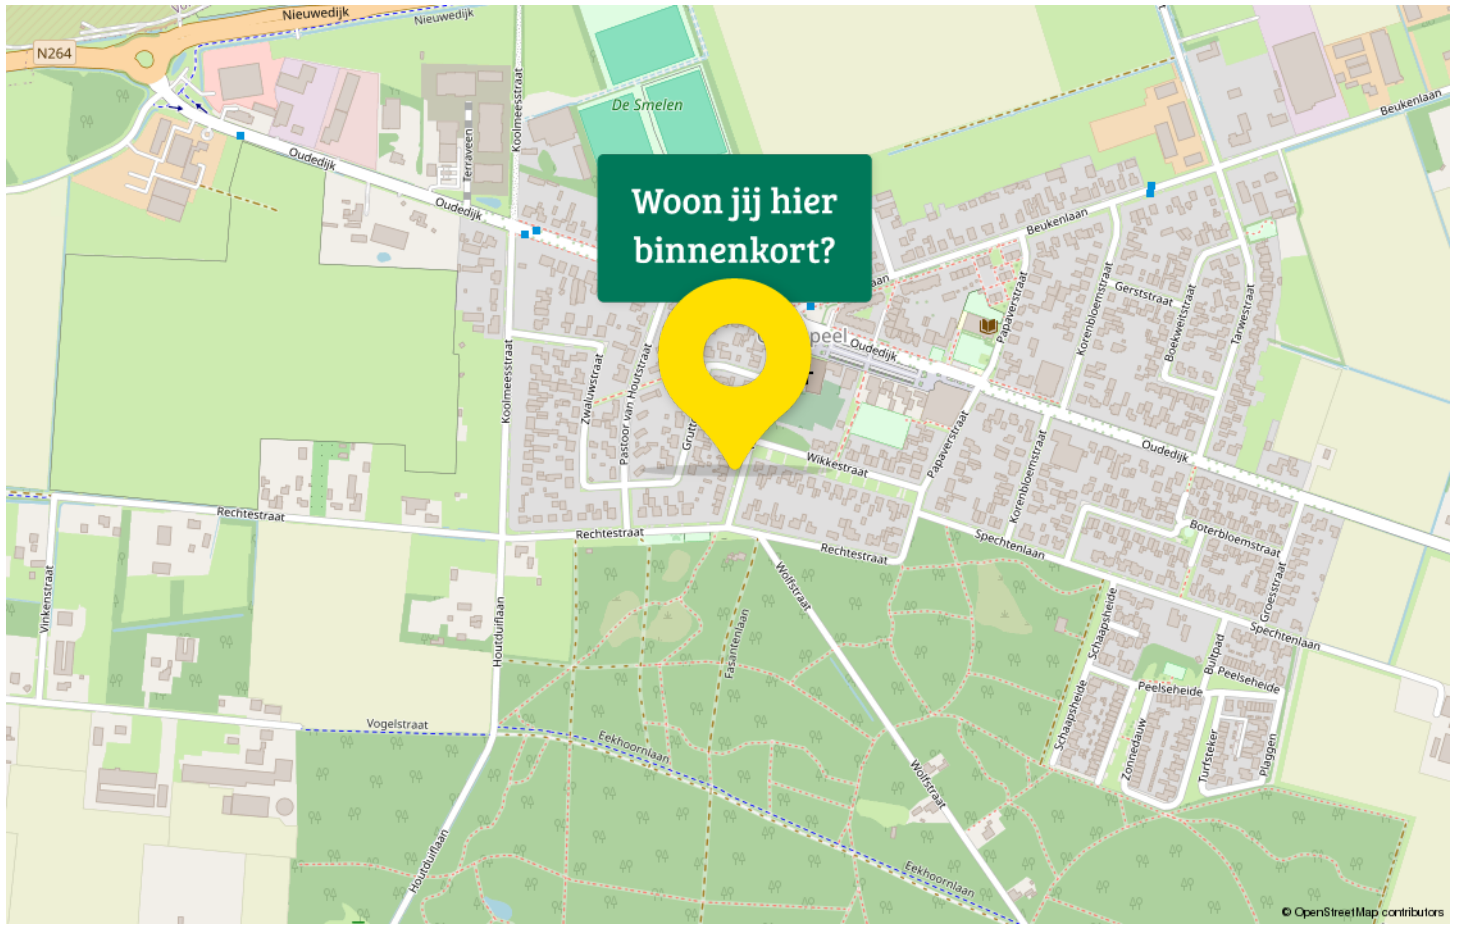 Nieuwedijk
Nieuwedijk
N264
De Smelen
Beukenlaan
Koolmeesstraat
Terraveen
Oudedijk
Oudedijk
Woon jij hier
binnenkort?
Beukenlaan
Papaverstraat
Korenbloemstraat
Gerststraat
Boekweitstraat
Tarwestraat
Oudedijk
Koolmeesstraat
Zwaluwstraat
Pastoor van Houtstraat
Papaverstraat
Wikkestraat
Oudedijk
Korenbloemstraat
Rechtestraat
Rechtestraat
Rechtestraat
Spechtenlaan
Boterbloemstraat
Groesstraat
Vinkenstraat
Houtduiflaan
Wolfstraat
Fasantenlaan
Schaapsheide
Bultpad
Spechtenlaan
Peelseheide
Peelseheide
Schaapsheide
Zonnedauw
Turfsteker
Plaggen
Vogelstraat
Eekhoornlaan
Wolfstraat
Houtduiflaan
Eekhoornlaan
© OpenStreetMap contributors